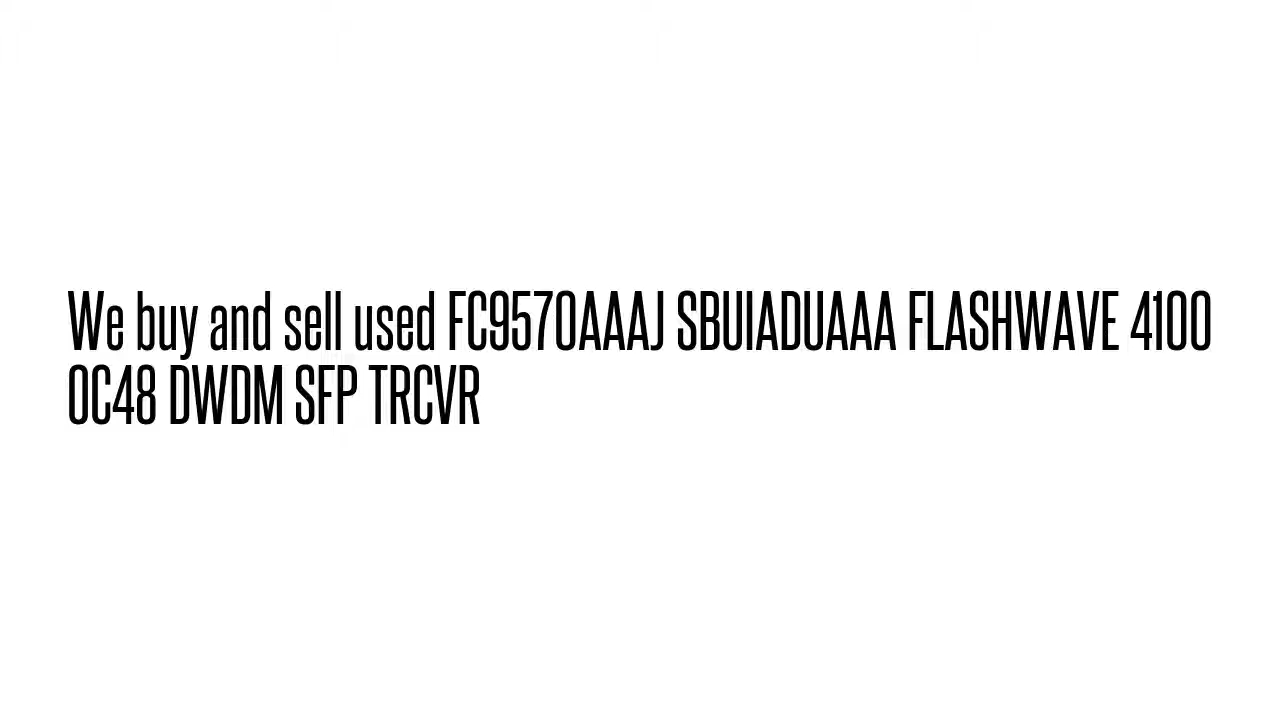 We buy and sell used FC9570AAAJ SBUIADUAAA FLASHWAVE 4100
OC48 DWDM SFP TRCVR